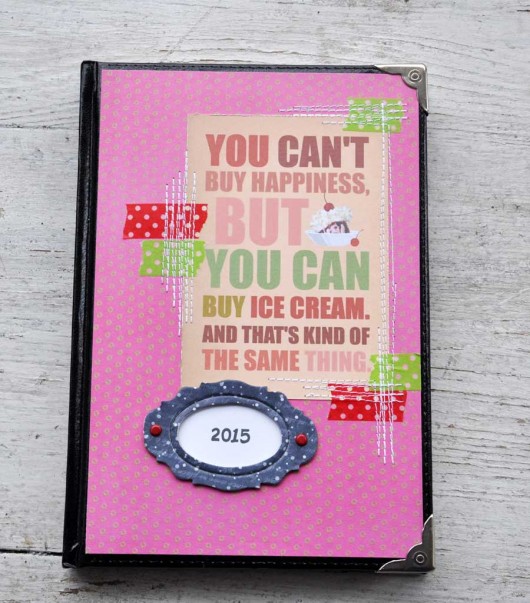 YOU CAN'T
BUY HAPPINESS,
BUT
YOU CAN
BUY ICE CREAM.
AND THAT'S KIND OF
THE SAME THING.
2015